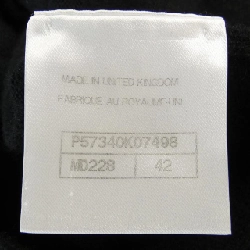 MADE IN UNITED KINGDOM
FABRIQUE AU ROYAUME-UNI
P57340K07498
MD228 42